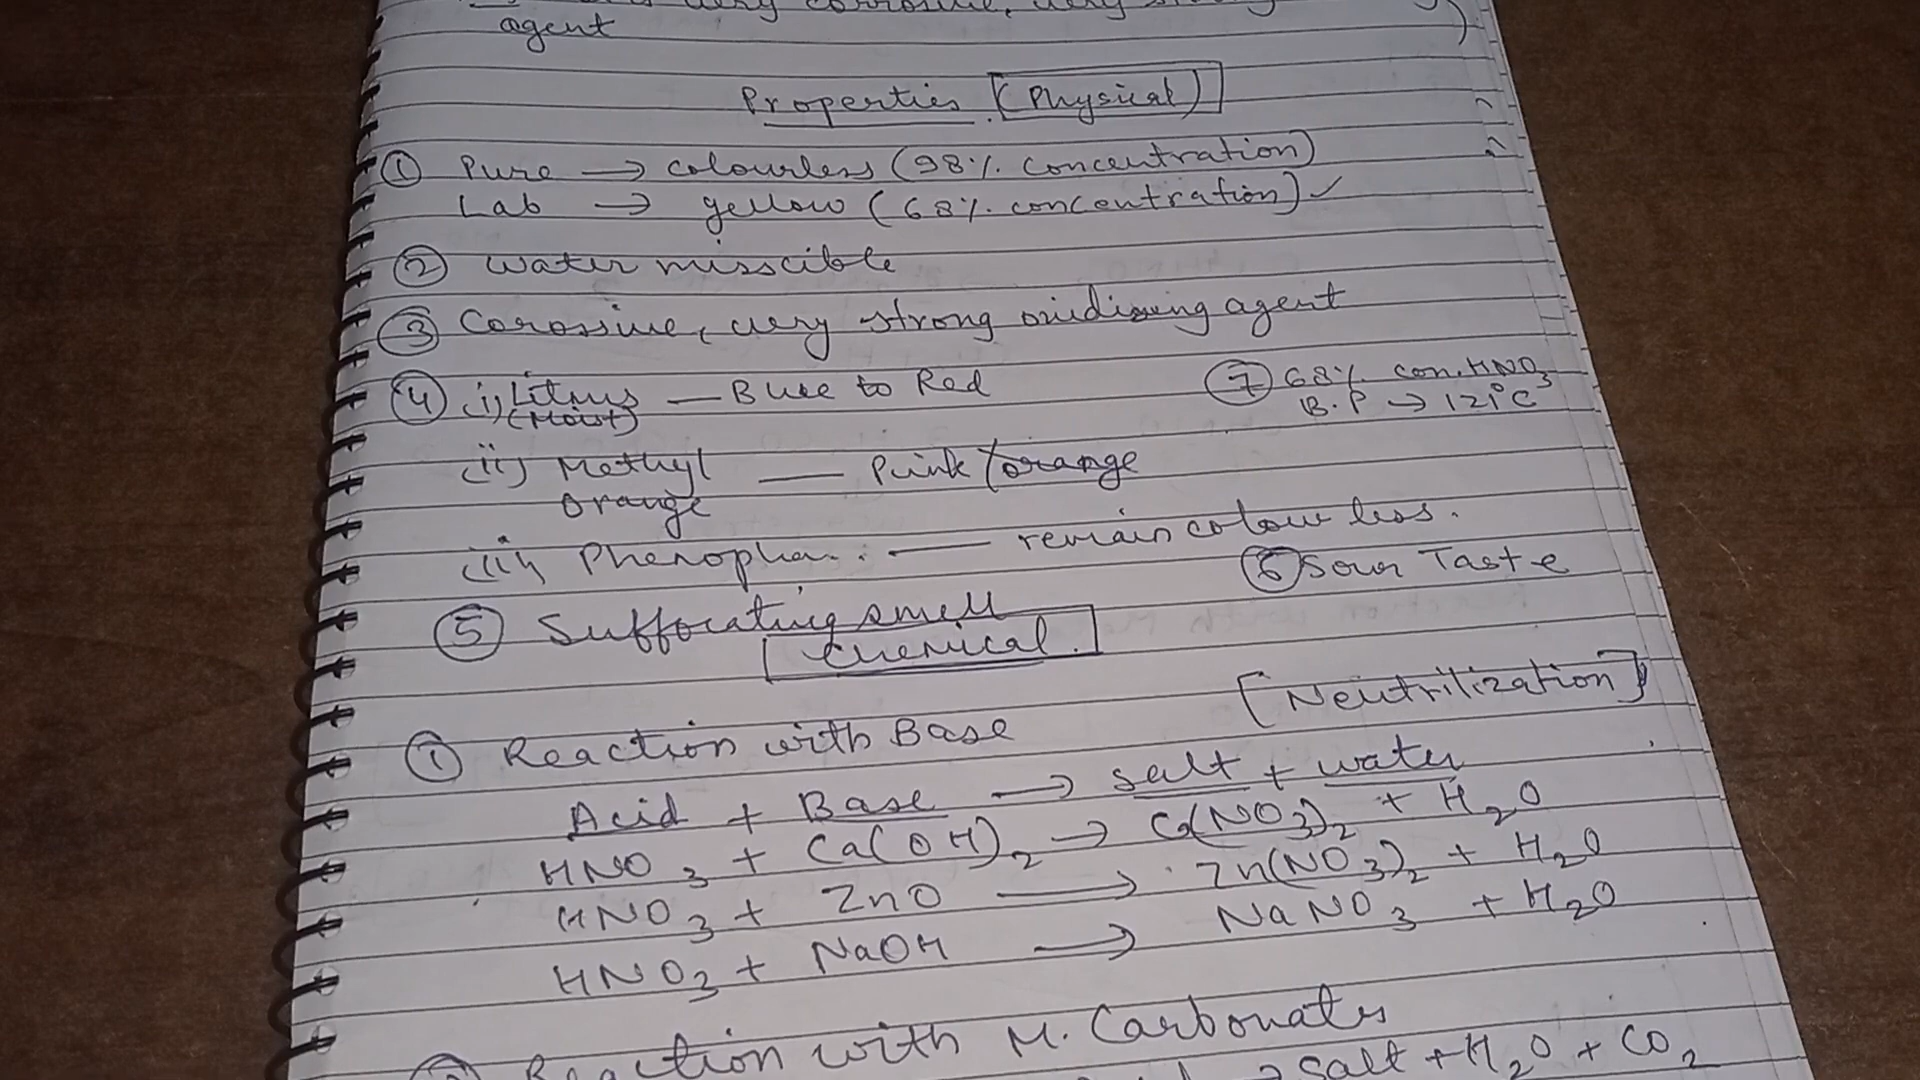 agent
Properties [(Physical)]
① Pure → colourless (98% concentration)
Lab → yellow (68% concentration) ✓
② water misscible
③ Corossive, very strong oxidising agent
④ (i) Litmus — Blue to Red
(Moist)
⑦ 68% con. HNO3
B.P → 121°C
(ii) Methyl — Pink/orange
orange
(iii) Phenophan.. — remain colourless.
⑥ Sour Taste
⑤ Suffocating smell
[Chemical.]
[Neutrilization]
① Reaction with Base
Acid + Base → salt + water
HNO3 + Ca(OH)2 → Ca(NO3)2 + H2O
HNO3 + ZnO → Zn(NO3)2 + H2O
HNO3 + NaOH → NaNO3 + H2O
Reaction with M. Carbonates
→ salt + H2O + CO2